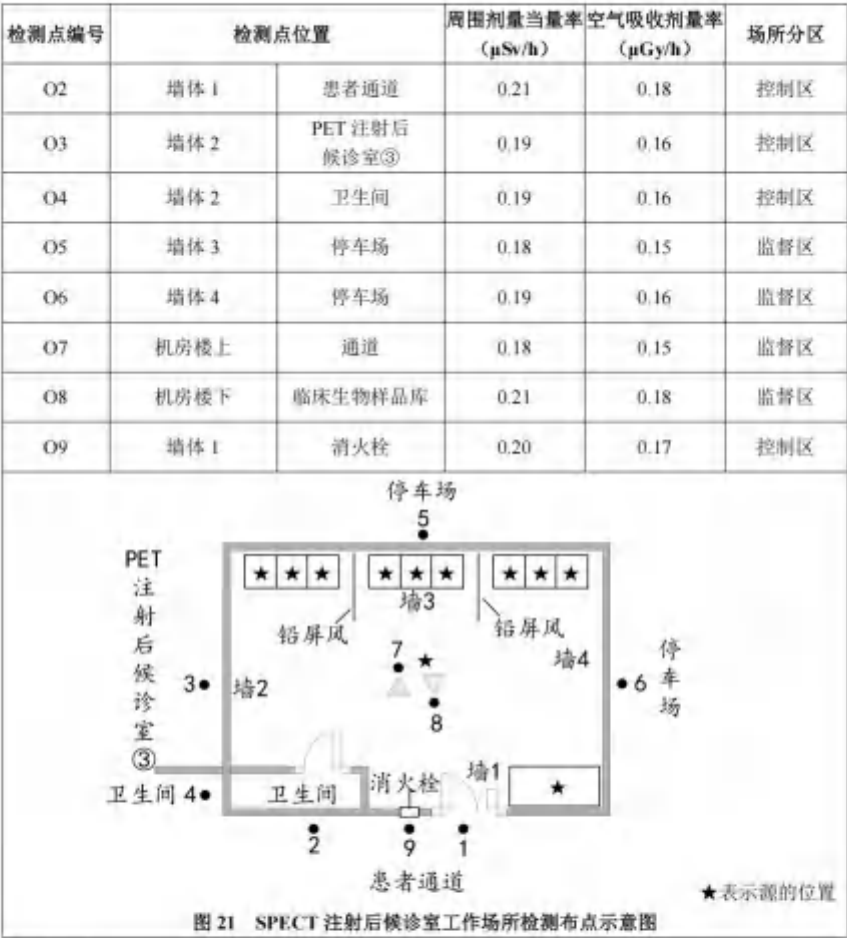 检测点编号 检测点位置 周围剂量当量率（μSv/h） 空气吸收剂量率（μGy/h） 场所分区
O2 墙体 1 患者通道 0.21 0.18 控制区
O3 墙体 2 PET 注射后候诊室③ 0.19 0.16 控制区
O4 墙体 2 卫生间 0.19 0.16 控制区
O5 墙体 3 停车场 0.18 0.15 监督区
O6 墙体 4 停车场 0.19 0.16 监督区
O7 机房楼上 通道 0.18 0.15 监督区
O8 机房楼下 临床生物样品库 0.21 0.18 监督区
O9 墙体 1 消火栓 0.20 0.17 控制区
停车场
5
PET注射后候诊室③
墙3
铅屏风
铅屏风
7
墙4
停车场
3
墙2
6
8
墙1
消火栓
卫生间 4
卫生间
2
9
1
患者通道
★表示源的位置
图 21 SPECT 注射后候诊室工作场所检测布点示意图